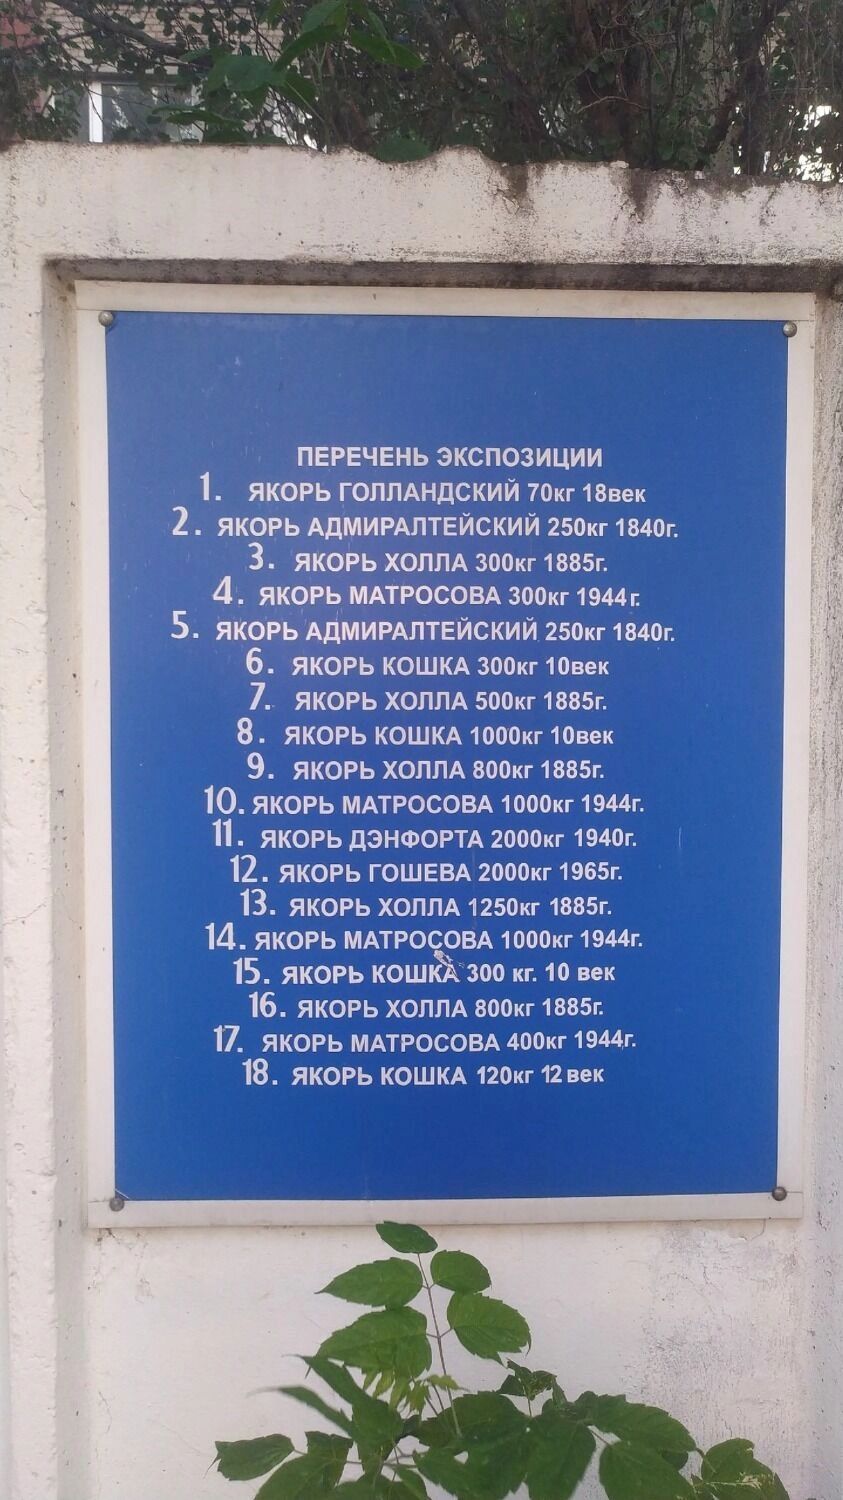 ПЕРЕЧЕНЬ ЭКСПОЗИЦИИ
1. ЯКОРЬ ГОЛЛАНДСКИЙ 70кг 18век
2. ЯКОРЬ АДМИРАЛТЕЙСКИЙ 250кг 1840г.
3. ЯКОРЬ ХОЛЛА 300кг 1885г.
4. ЯКОРЬ МАТРОСОВА 300кг 1944г.
5. ЯКОРЬ АДМИРАЛТЕЙСКИЙ 250кг 1840г.
6. ЯКОРЬ КОШКА 300кг 10век
7. ЯКОРЬ ХОЛЛА 500кг 1885г.
8. ЯКОРЬ КОШКА 1000кг 10век
9. ЯКОРЬ ХОЛЛА 800кг 1885г.
10. ЯКОРЬ МАТРОСОВА 1000кг 1944г.
11. ЯКОРЬ ДЭНФОРТА 2000кг 1940г.
12. ЯКОРЬ ГОШЕВА 2000кг 1965г.
13. ЯКОРЬ ХОЛЛА 1250кг 1885г.
14. ЯКОРЬ МАТРОСОВА 1000кг 1944г.
15. ЯКОРЬ КОШКА 300 кг. 10 век
16. ЯКОРЬ ХОЛЛА 800кг 1885г.
17. ЯКОРЬ МАТРОСОВА 400кг 1944г.
18. ЯКОРЬ КОШКА 120кг 12 век